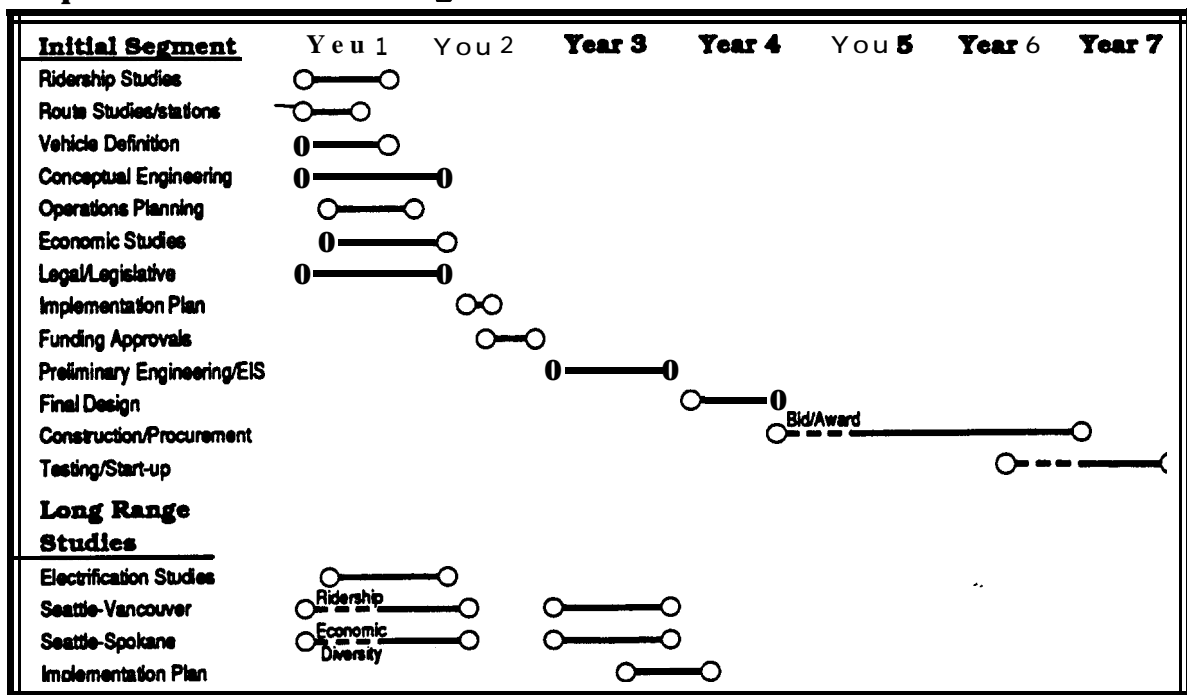 Initial Segment Yeu 1 You 2 Year 3 Year 4 You 5 Year 6 Year 7
Ridership Studies
Route Studies/stations
Vehicle Definition
Conceptual Engineering
Operations Planning
Economic Studies
Legal/Legislative
Implementation Plan
Funding Approvals
Preliminary Engineering/EIS
Final Design
Bid/Award
Construction/Procurement
Testing/Start-up
Long Range
Studies
Electrification Studies
Ridership
Seattle-Vancouver
Economic
Seattle-Spokane
Diversity
Implementation Plan